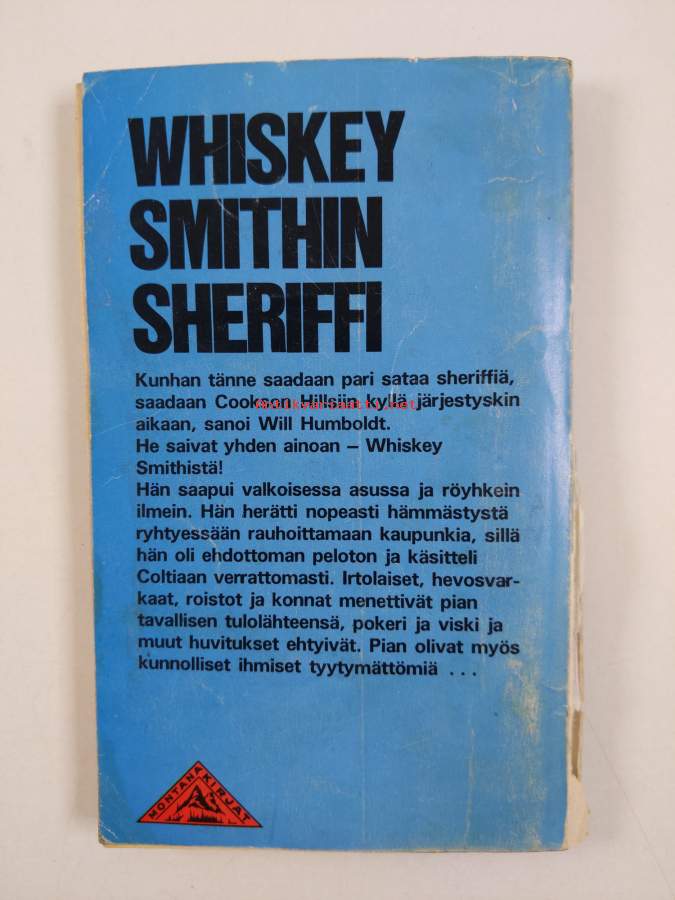 WHISKEY
SMITHIN
SHERIFFI
Kunhan tänne saadaan pari sataa sheriffiä,
saadaan Cookson Hillsiin kyllä järjestyskin
Antikvariaatti.net
aikaan, sanoi Will Humboldt.
He saivat yhden ainoan – Whiskey
Smithistä!
Hän saapui valkoisessa asussa ja röyhkein
ilmein. Hän herätti nopeasti hämmästystä
ryhtyessään rauhoittamaan kaupunkia, sillä
hän oli ehdottoman peloton ja käsitteli
Coltiaan verrattomasti. Irtolaiset, hevosvar-
kaat, roistot ja konnat menettivät pian
tavallisen tulolähteensä, pokeri ja viski ja
muut huvitukset ehtyivät. Pian olivat myös
kunnolliset ihmiset tyytymättömiä . . .
MONTANA KIRJAT